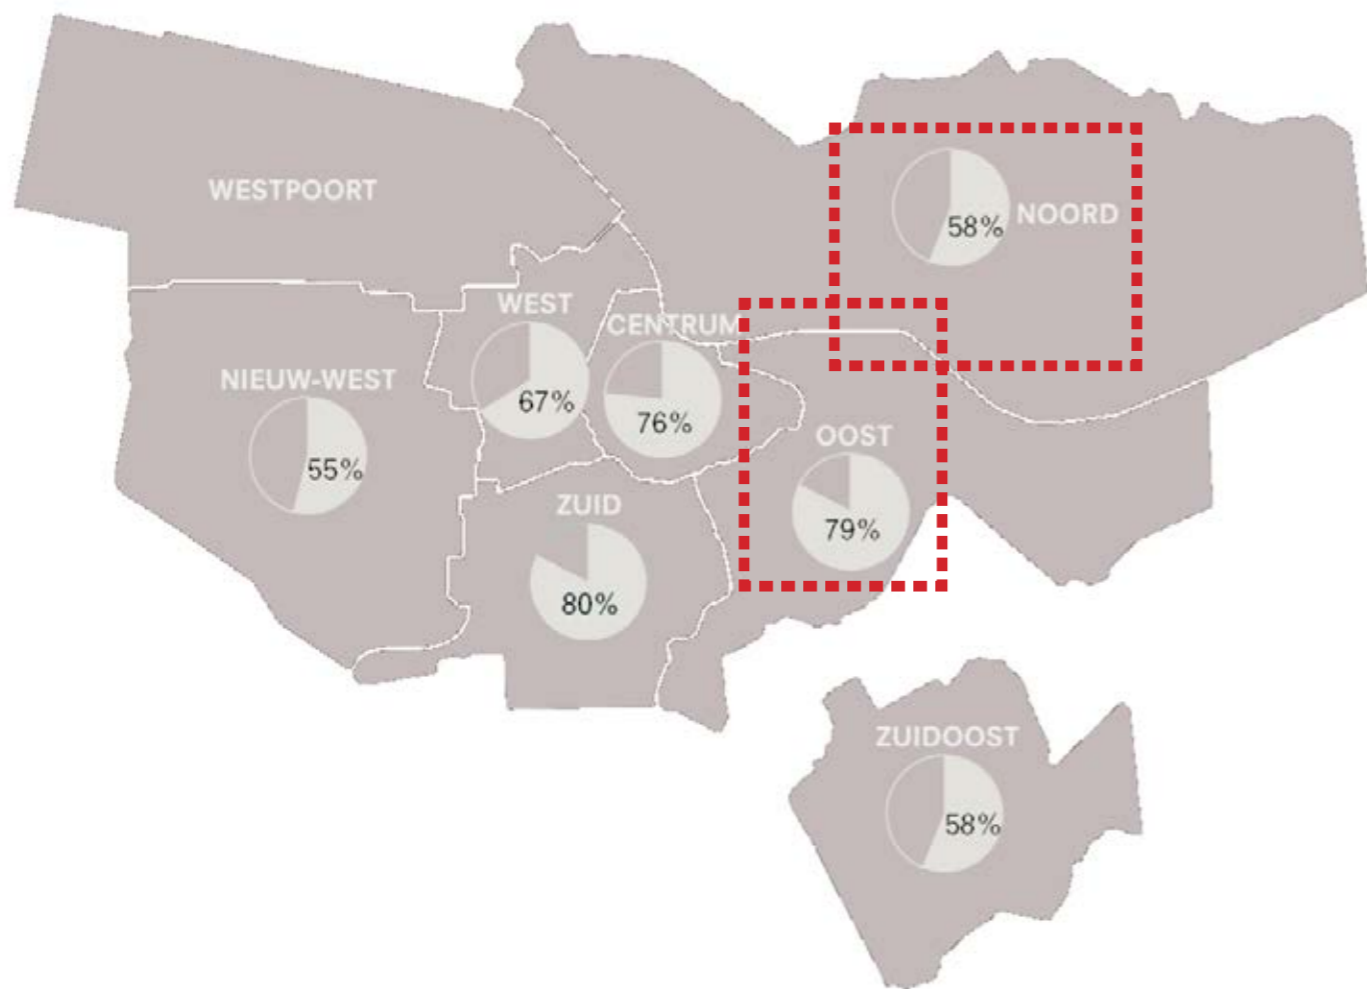 WESTPOORT
58%
NOORD
WEST
67%
CENTRUM
76%
NIEUW-WEST
55%
OOST
79%
ZUID
80%
ZUIDOOST
58%